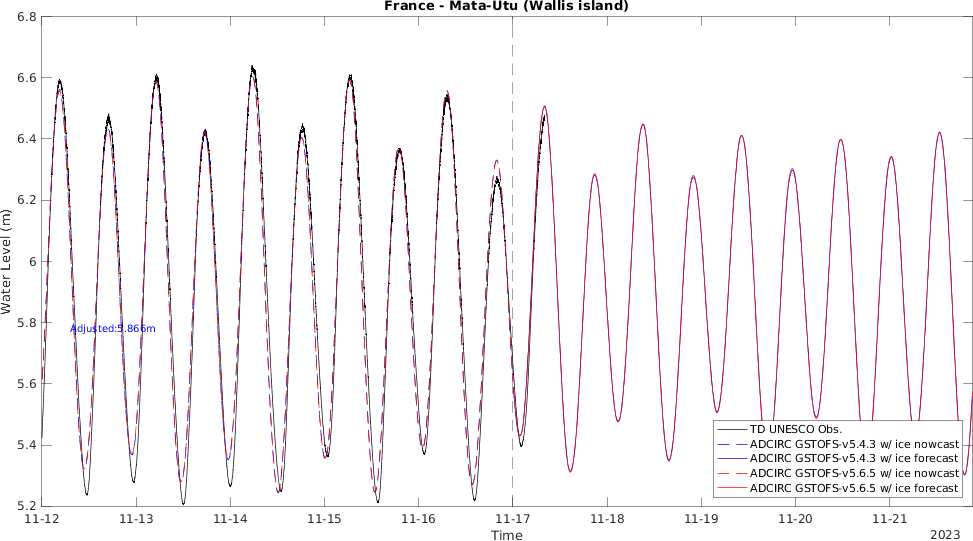 France - Mata-Utu (Wallis island)
6.8
6.6
6.4
6.2
6
5.8
5.6
5.4
5.2
Water Level (m)
Adjusted:5.866m
TD UNESCO Obs.
ADCIRC GSTOFS-v5.4.3 w/ ice nowcast
ADCIRC GSTOFS-v5.4.3 w/ ice forecast
ADCIRC GSTOFS-v5.6.5 w/ ice nowcast
ADCIRC GSTOFS-v5.6.5 w/ ice forecast
11-12 11-13 11-14 11-15 11-16 11-17 11-18 11-19 11-20 11-21
Time
2023